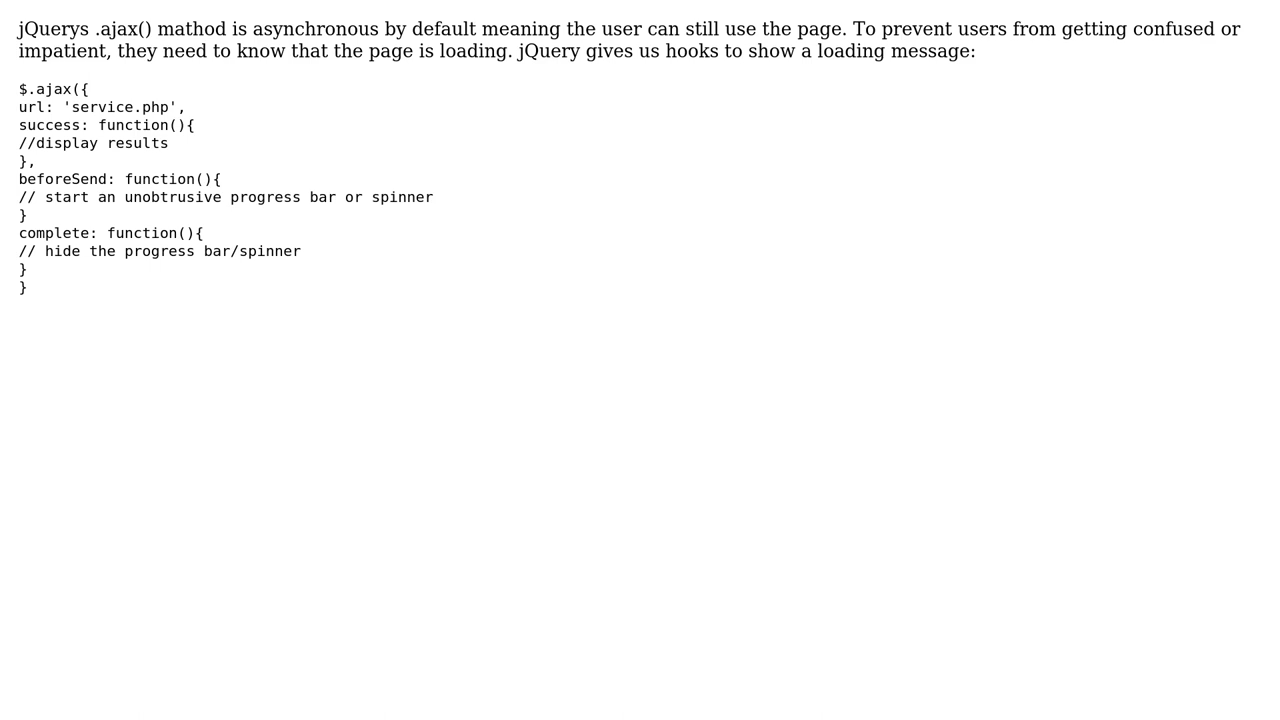 jQuerys .ajax() mathod is asynchronous by default meaning the user can still use the page. To prevent users from getting confused or
impatient, they need to know that the page is loading. jQuery gives us hooks to show a loading message:
$.ajax({
url: 'service.php',
success: function(){
//display results
},
beforeSend: function(){
// start an unobtrusive progress bar or spinner
}
complete: function(){
// hide the progress bar/spinner
}
}